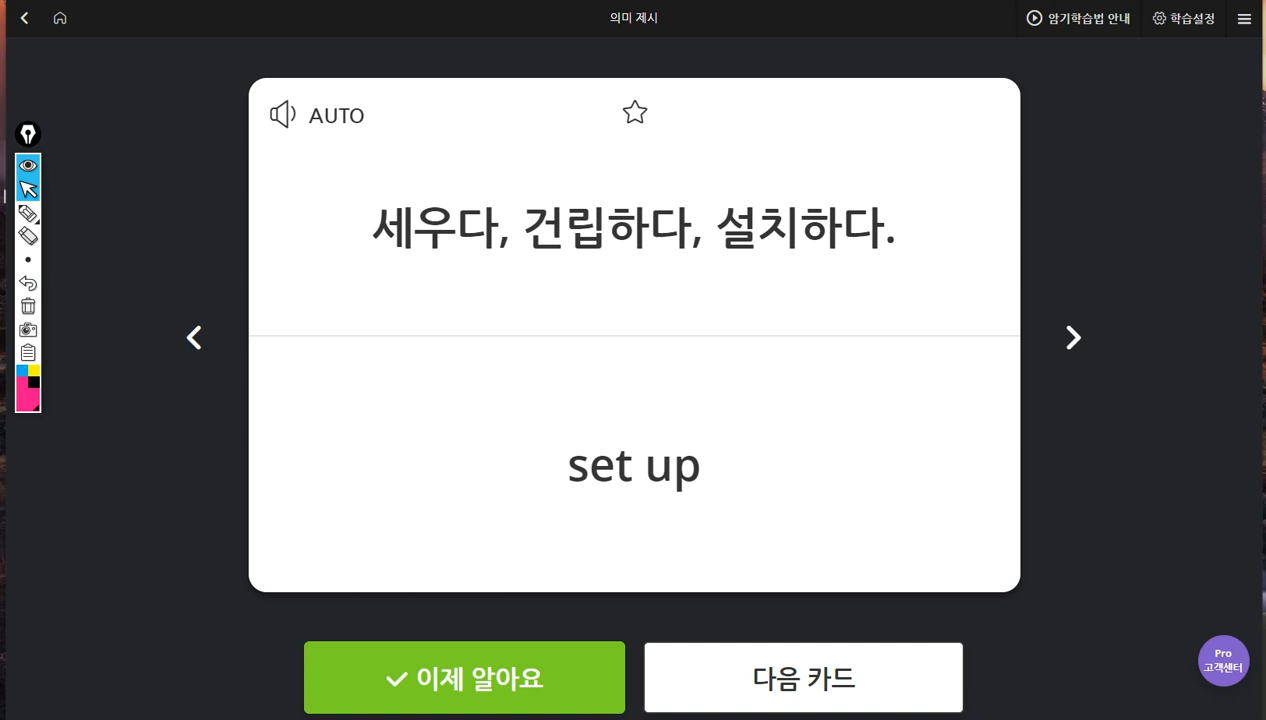 의미 제시
암기학습법 안내
학습설정
AUTO
세우다, 건립하다, 설치하다.
set up
이제 알아요
다음 카드
Pro
고객센터